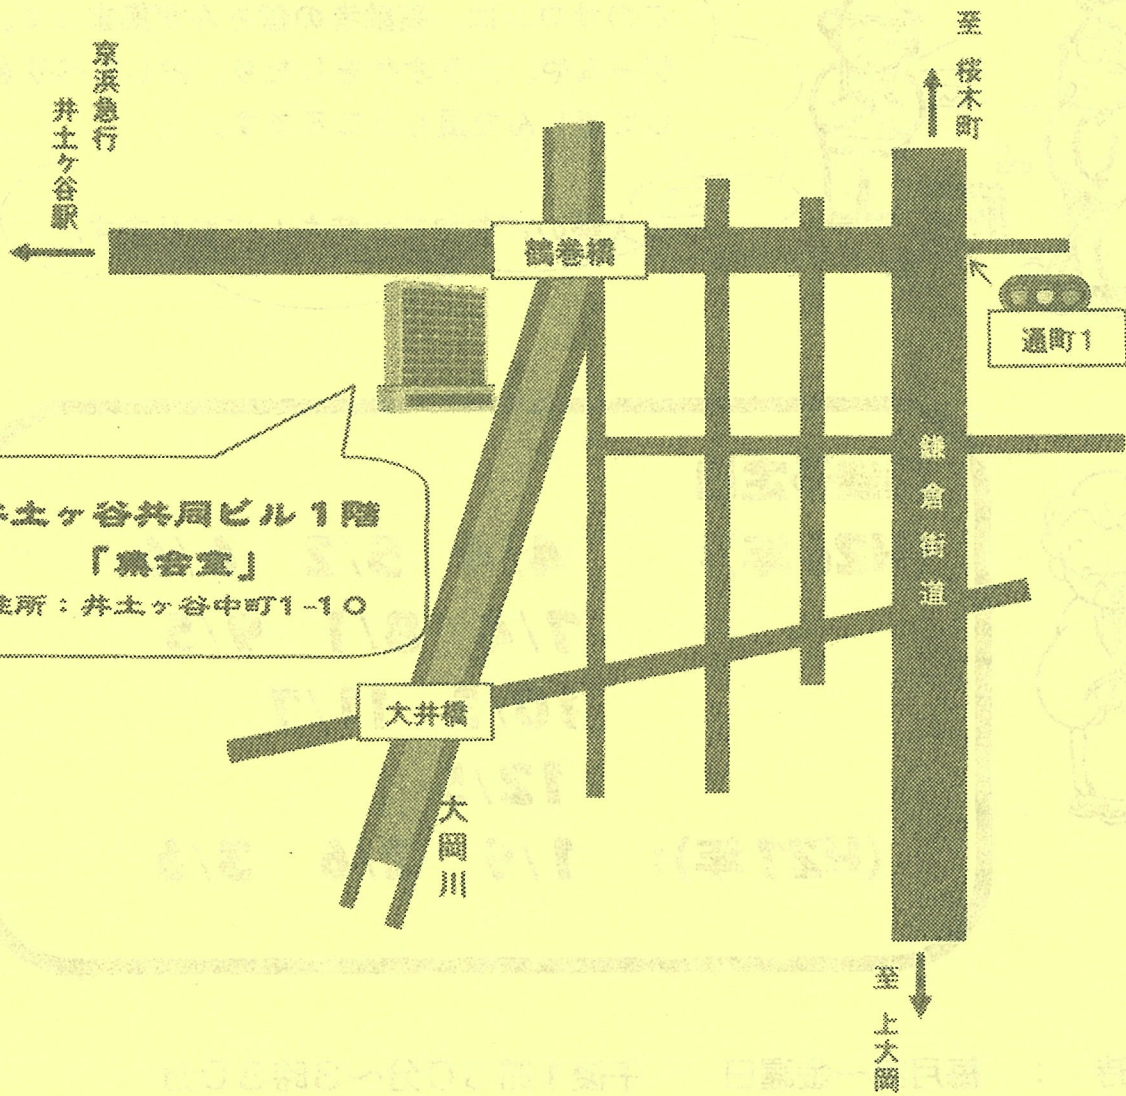 至 桜木町
京浜急行
井土ヶ谷駅
鶴巻橋
通町1
鎌倉街道
井土ヶ谷共同ビル1階
「集会室」
住所：井土ヶ谷中町1-10
大井橋
大岡川
至 上大岡